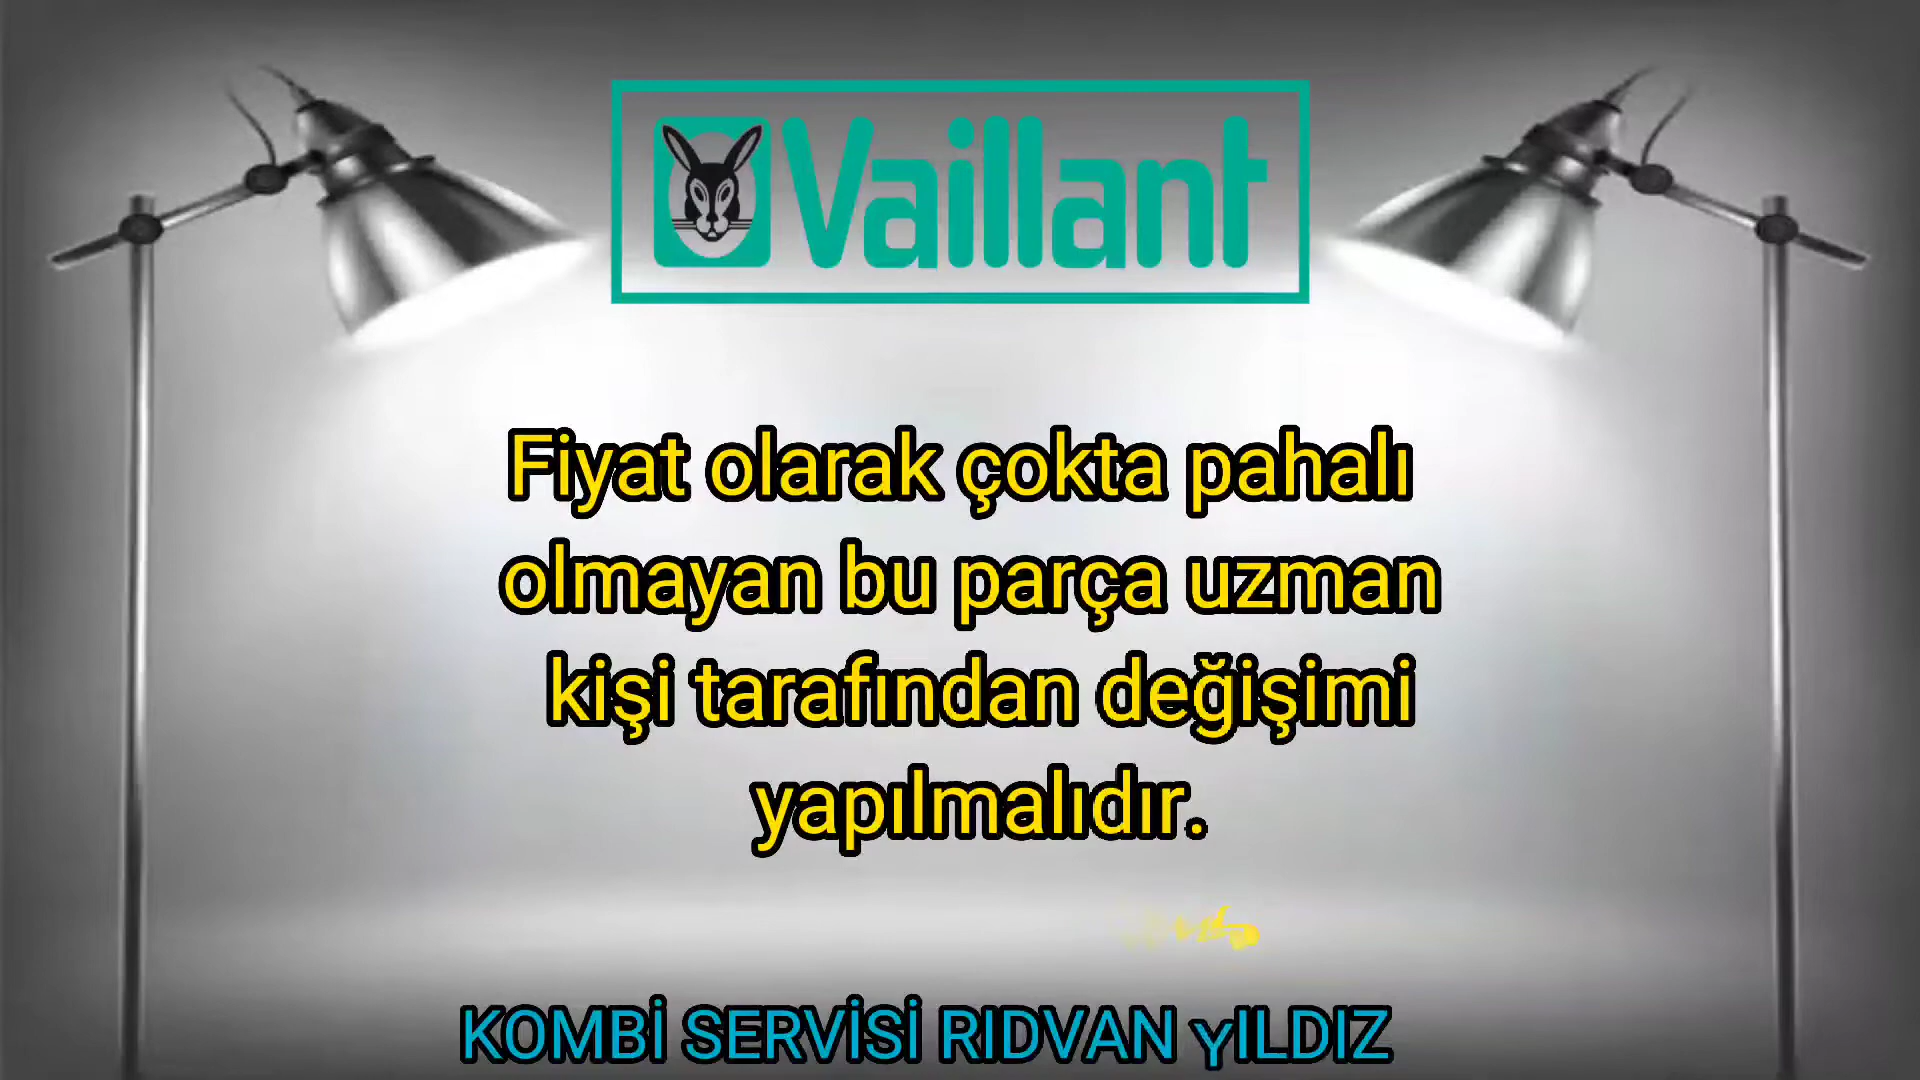 Vaillant
Fiyat olarak çokta pahalı
olmayan bu parça uzman
kişi tarafından değişimi
yapılmalıdır.
KOMBİ SERVİSİ RIDVAN YILDIZ